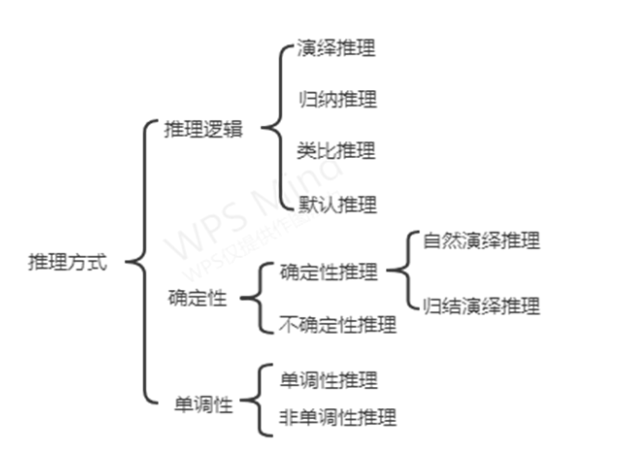 推理方式
推理逻辑
演绎推理
归纳推理
类比推理
默认推理
确定性
确定性推理
自然演绎推理
归结演绎推理
不确定性推理
单调性
单调性推理
非单调性推理
WPS Mind